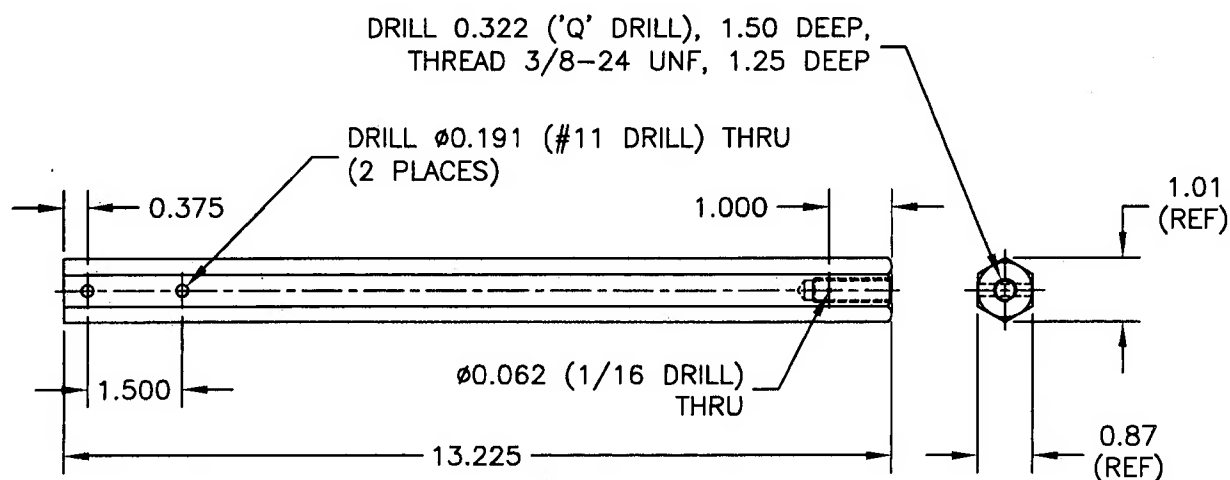 DRILL 0.322 ('Q' DRILL), 1.50 DEEP,
THREAD 3/8-24 UNF, 1.25 DEEP
DRILL ø0.191 (#11 DRILL) THRU
(2 PLACES)
0.375
1.000
1.01
(REF)
1.500
ø0.062 (1/16 DRILL)
THRU
13.225
0.87
(REF)